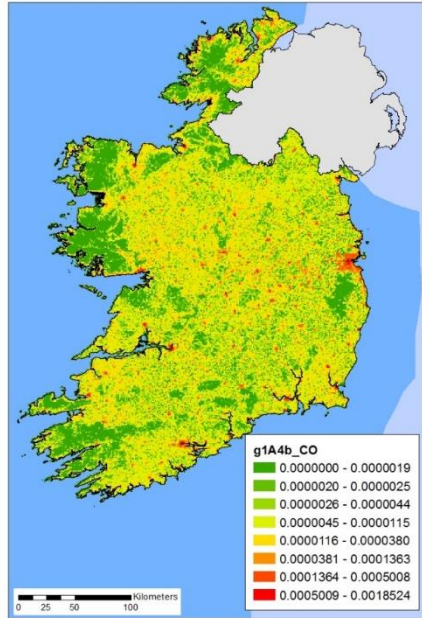 g1A4b_CO
0.0000000 - 0.0000019
0.0000020 - 0.0000025
0.0000026 - 0.0000044
0.0000045 - 0.0000115
0.0000116 - 0.0000380
0.0000381 - 0.0001363
0.0001364 - 0.0005008
0.0005009 - 0.0018524
Kilometers
0 25 50 100